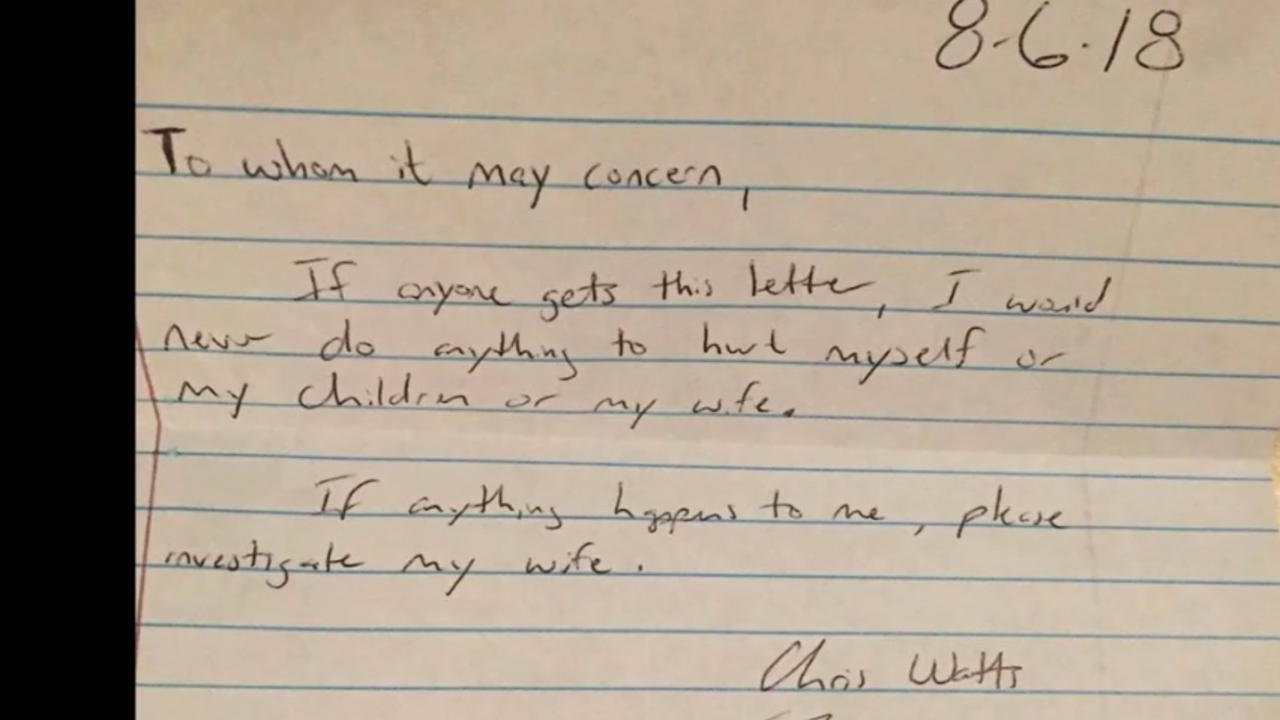 8-6-18
To whom it may concern,
If anyone gets this letter, I would
never do anything to hurt myself or
my children or my wife.
If anything happens to me, please
investigate my wife.
Chris Watts